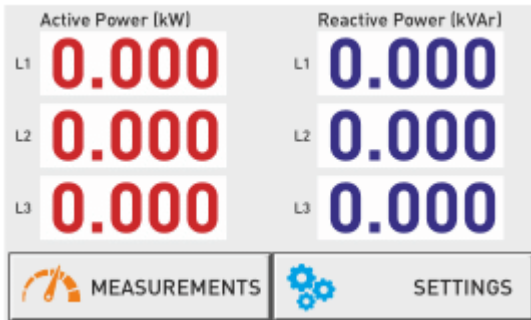 Active Power (kW) Reactive Power (kVAr)
L1 0.000 L1 0.000
L2 0.000 L2 0.000
L3 0.000 L3 0.000
MEASUREMENTS SETTINGS